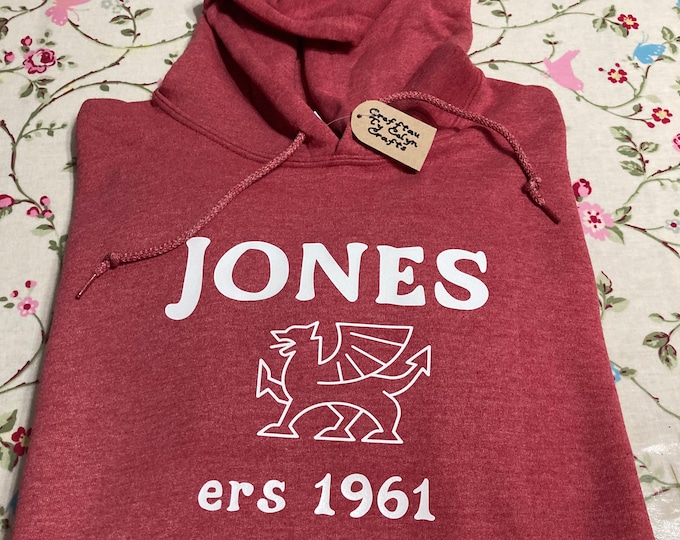 Crefftau
Ty Celyn
Crafts
JONES
ers 1961